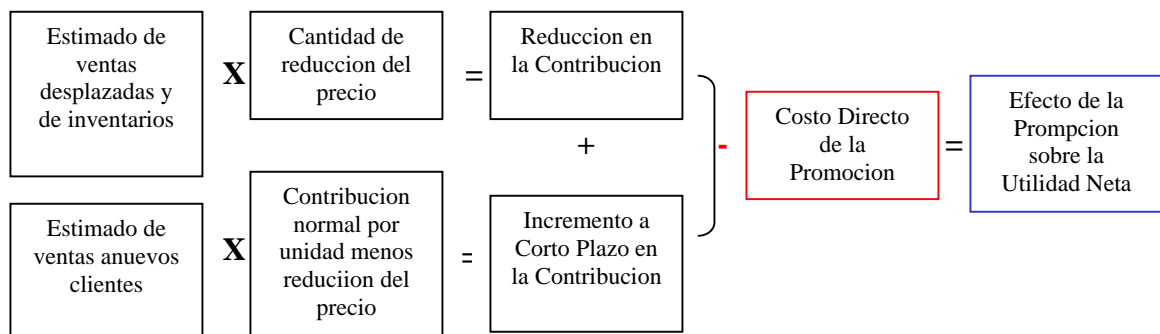 Estimado de
ventas
desplazadas y
de inventarios
X
Cantidad de
reduccion del
precio
=
Reduccion en
la Contribucion
+
Estimado de
ventas anuevos
clientes
X
Contribucion
normal por
unidad menos
reduciion del
precio
=
Incremento a
Corto Plazo en
la Contribucion
-
Costo Directo
de la
Promocion
=
Efecto de la
Prompcion
sobre la
Utilidad Neta